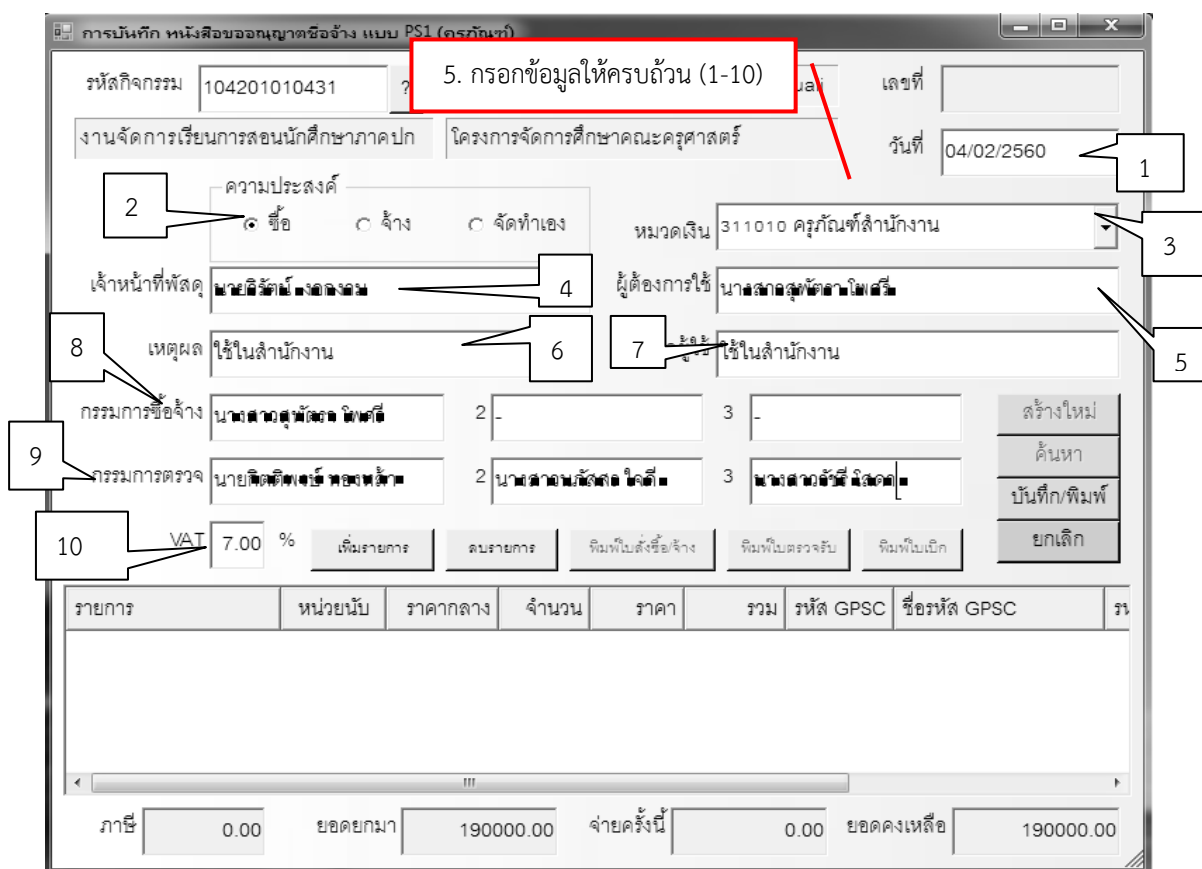 การบันทึก หนังสือขออณุญาตซื้อจ้าง แบบ PS1 (ครุภัณฑ์)
5. กรอกข้อมูลให้ครบถ้วน (1-10)
รหัสกิจกรรม 104201010431 ? เลขที่
งานจัดการเรียนการสอนนักศึกษาภาคปก โครงการจัดการศึกษาคณะครุศาสตร์ วันที่ 04/02/2560 1
2 ความประสงค์
ซื้อ จ้าง จัดทำเอง หมวดเงิน 311010 ครุภัณฑ์สำนักงาน 3
เจ้าหน้าที่พัสดุ 4 ผู้ต้องการใช้ 5
8 เหตุผล ใช้ในสำนักงาน 6 7 ใช้ในสำนักงาน
กรรมการซื้อจ้าง 2 - 3 - สร้างใหม่
9 ค้นหา
กรรมการตรวจ 2 3 บันทึก/พิมพ์
10 VAT 7.00 % เพิ่มรายการ ลบรายการ พิมพ์ใบสั่งซื้อ/จ้าง พิมพ์ใบตรวจรับ พิมพ์ใบเบิก ยกเลิก
รายการ หน่วยนับ ราคากลาง จำนวน ราคา รวม รหัส GPSC ชื่อรหัส GPSC
ภาษี 0.00 ยอดยกมา 190000.00 จ่ายครั้งนี้ 0.00 ยอดคงเหลือ 190000.00